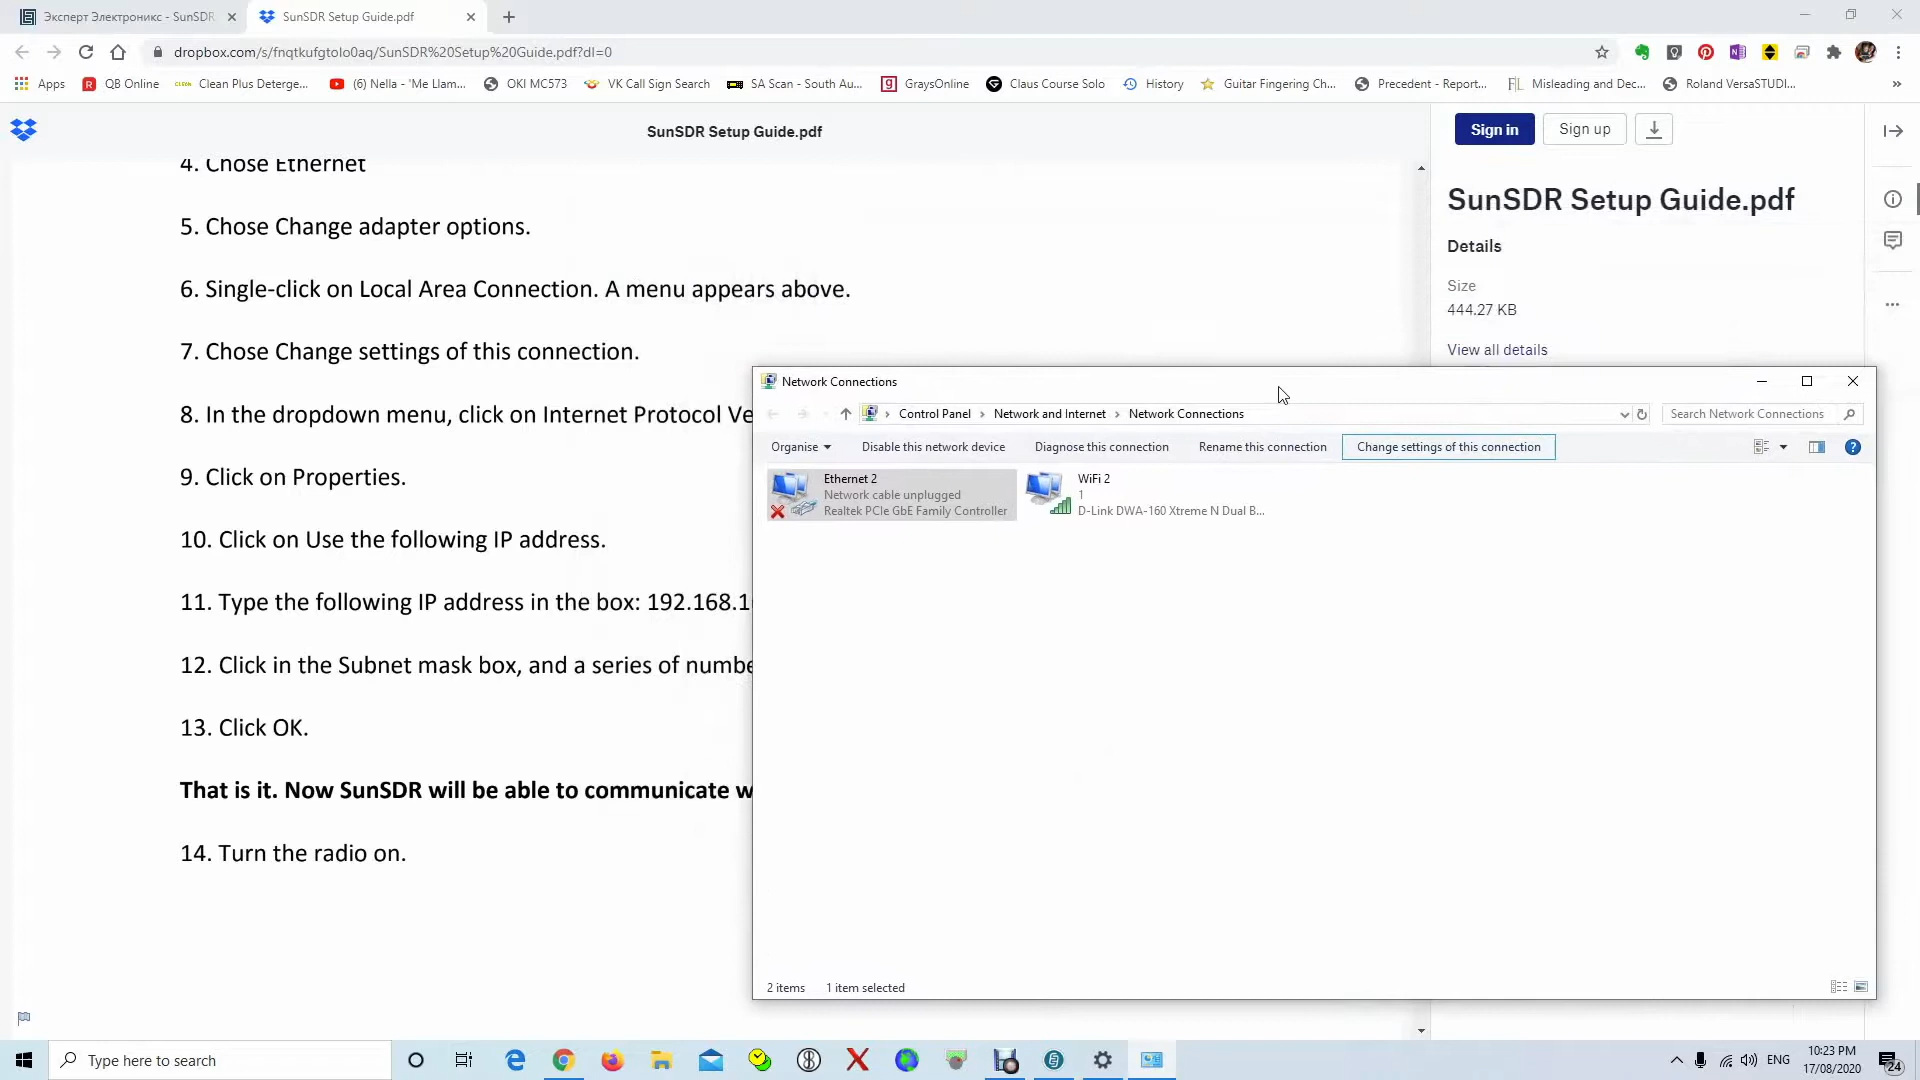 Эксперт Электроникс - SunSDR
SunSDR Setup Guide.pdf
dropbox.com/s/fnqtkufgtolo0aq/SunSDR%20Setup%20Guide.pdf?dl=0
Apps
QB Online
Clean Plus Deterge...
(6) Nella - 'Me Llam...
OKI MC573
VK Call Sign Search
SA Scan - South Au...
GraysOnline
Claus Course Solo
History
Guitar Fingering Ch...
Precedent - Report...
Misleading and Dec...
Roland VersaSTUDI...
»
SunSDR Setup Guide.pdf
Sign in
Sign up
4. Chose Ethernet
5. Chose Change adapter options.
6. Single-click on Local Area Connection. A menu appears above.
7. Chose Change settings of this connection.
8. In the dropdown menu, click on Internet Protocol Ve
9. Click on Properties.
10. Click on Use the following IP address.
11. Type the following IP address in the box: 192.168.1
12. Click in the Subnet mask box, and a series of numbe
13. Click OK.
That is it. Now SunSDR will be able to communicate w
14. Turn the radio on.
SunSDR Setup Guide.pdf
Details
Size
444.27 KB
View all details
Network Connections
Control Panel > Network and Internet > Network Connections
Search Network Connections
Organise
Disable this network device
Diagnose this connection
Rename this connection
Change settings of this connection
Ethernet 2
Network cable unplugged
Realtek PCIe GbE Family Controller
WiFi 2
1
D-Link DWA-160 Xtreme N Dual B...
2 items
1 item selected
Type here to search
ENG
10:23 PM
17/08/2020
24